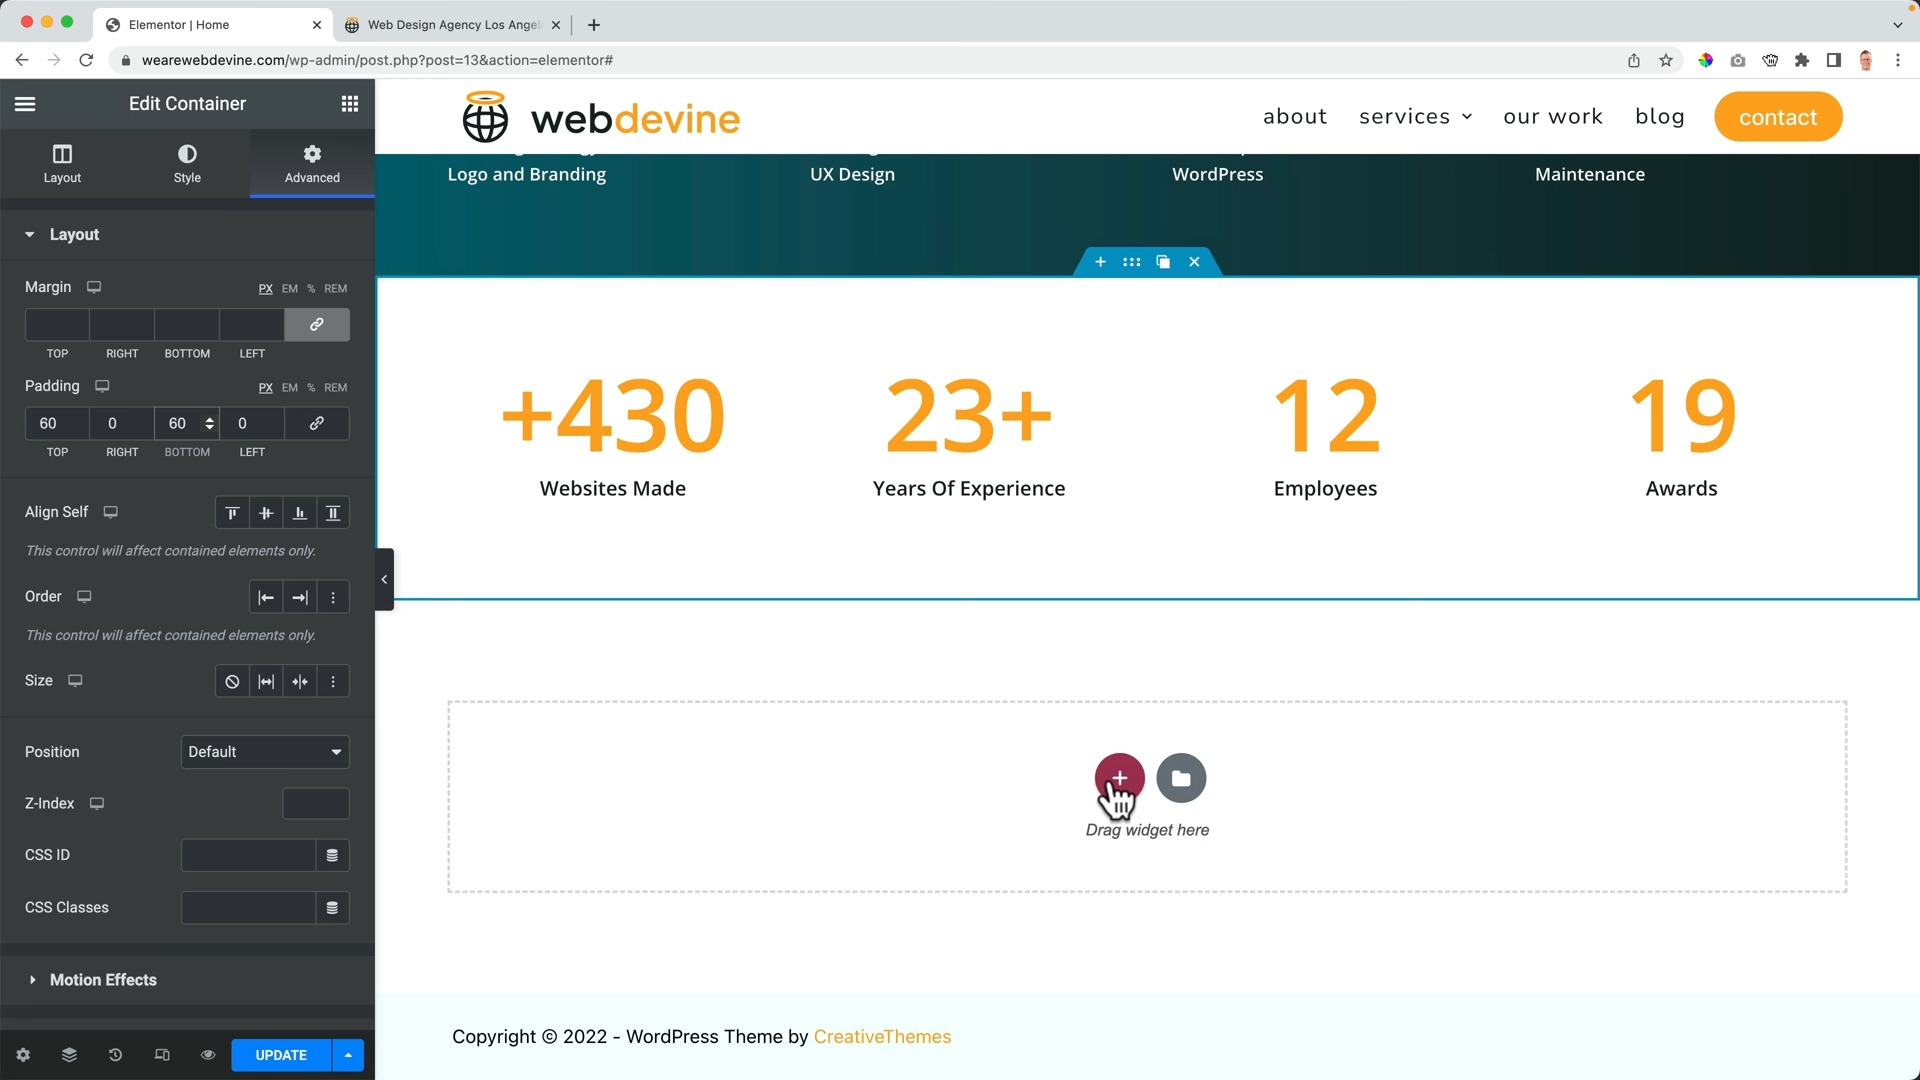 Elementor | Home
Web Design Agency Los Angel
wearewebdevine.com/wp-admin/post.php?post=13&action=elementor#
Edit Container
Layout
Style
Advanced
webdevine
about
services
our work
blog
contact
Logo and Branding
UX Design
WordPress
Maintenance
Layout
Margin
PX EM % REM
TOP RIGHT BOTTOM LEFT
Padding
PX EM % REM
60 0 60 0
TOP RIGHT BOTTOM LEFT
Align Self
This control will affect contained elements only.
Order
This control will affect contained elements only.
Size
Position
Default
Z-Index
CSS ID
CSS Classes
Motion Effects
UPDATE
+430
23+
12
19
Websites Made
Years Of Experience
Employees
Awards
Drag widget here
Copyright © 2022 - WordPress Theme by CreativeThemes